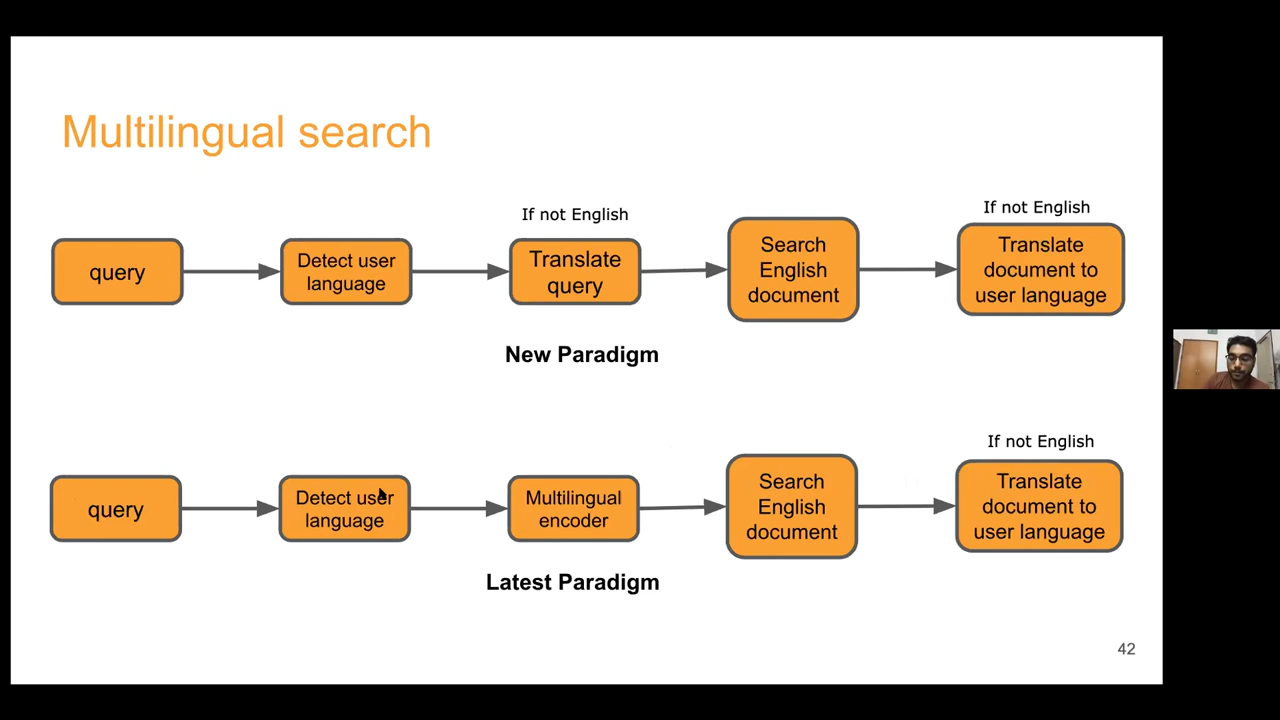 Multilingual search
If not English
If not English
query
Detect user
language
Translate
query
Search
English
document
Translate
document to
user language
New Paradigm
If not English
query
Detect user
language
Multilingual
encoder
Search
English
document
Translate
document to
user language
Latest Paradigm
42